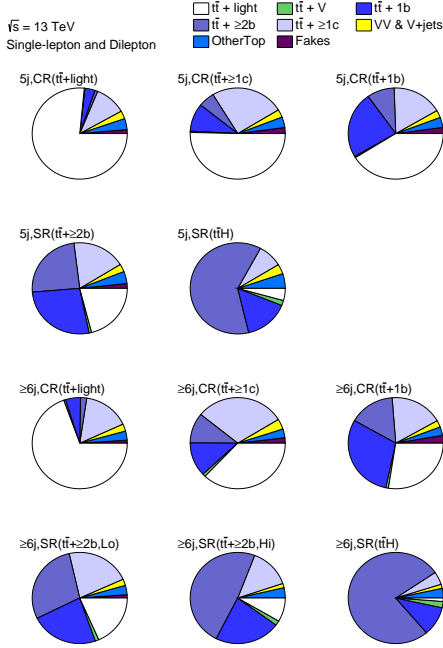 √s = 13 TeV
Single-lepton and Dilepton
tt̄ + light
tt̄ + V
tt̄ + 1b
tt̄ + ≥2b
tt̄ + ≥1c
VV & V+jets
OtherTop
Fakes
5j,CR(tt̄+light)
5j,CR(tt̄+≥1c)
5j,CR(tt̄+1b)
5j,SR(tt̄+≥2b)
5j,SR(tt̄H)
≥6j,CR(tt̄+light)
≥6j,CR(tt̄+≥1c)
≥6j,CR(tt̄+1b)
≥6j,SR(tt̄+≥2b,Lo)
≥6j,SR(tt̄+≥2b,Hi)
≥6j,SR(tt̄H)